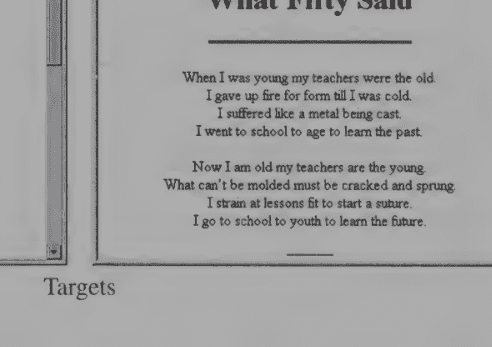 What Fifty Said
When I was young my teachers were the old.
I gave up fire for form till I was cold.
I suffered like a metal being cast.
I went to school to age to learn the past.
Now I am old my teachers are the young.
What can't be molded must be cracked and sprung.
I strain at lessons fit to start a suture.
I go to school to youth to learn the future.
Targets